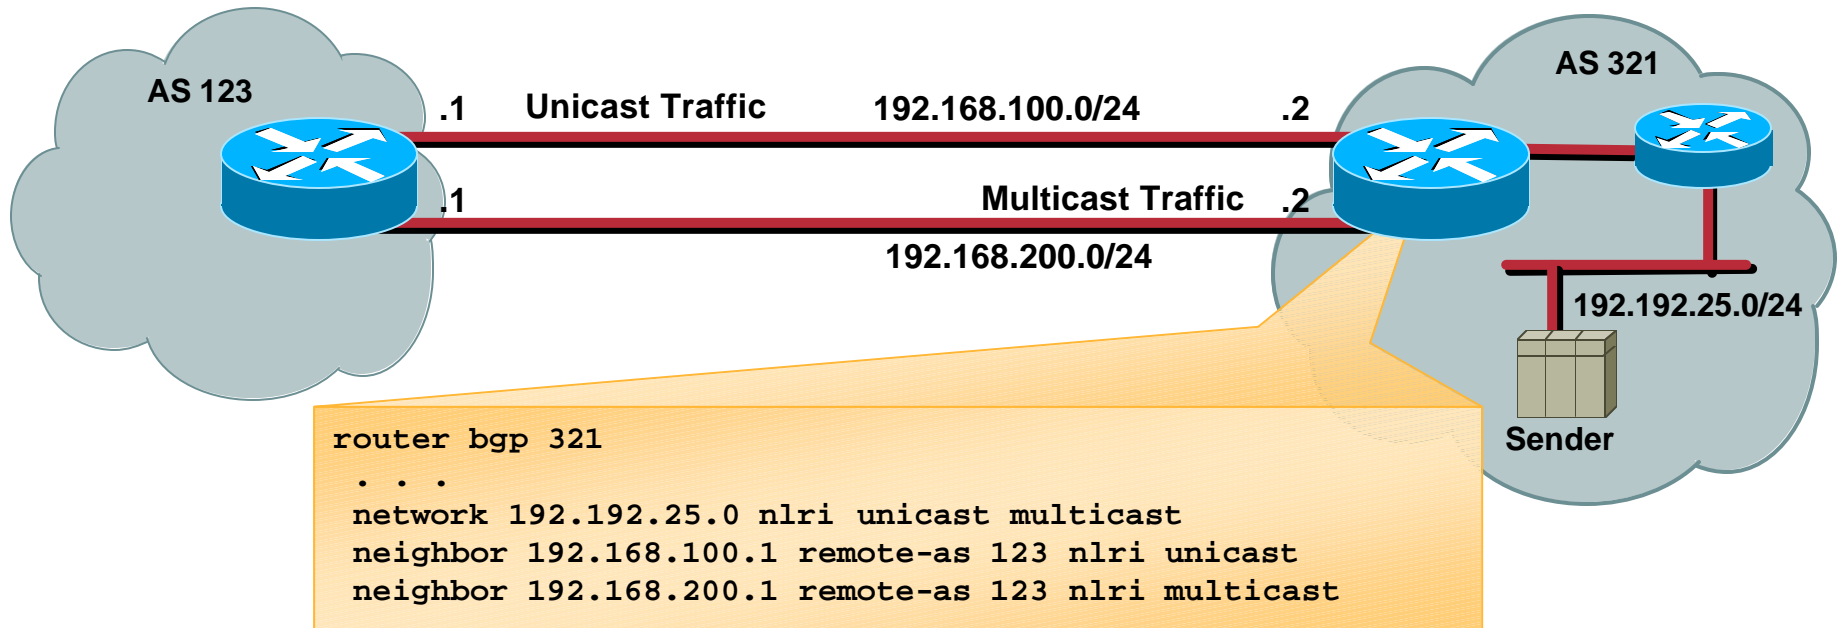 AS 123
AS 321
.1 Unicast Traffic 192.168.100.0/24 .2
.1 Multicast Traffic .2
192.168.200.0/24
192.192.25.0/24
Sender
router bgp 321
. . .
network 192.192.25.0 nlri unicast multicast
neighbor 192.168.100.1 remote-as 123 nlri unicast
neighbor 192.168.200.1 remote-as 123 nlri multicast